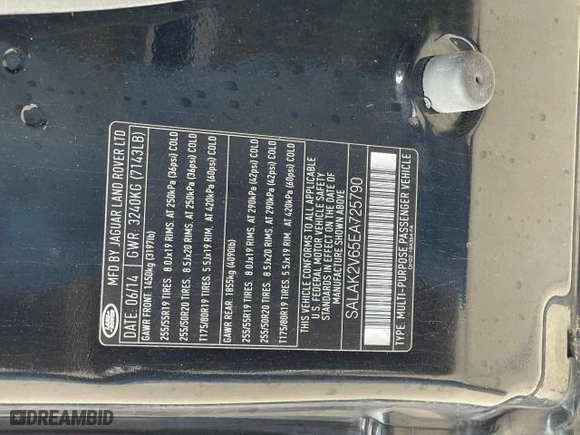 MFD BY JAGUAR LAND ROVER LTD
DATE: 06/14 GWR: 3240KG (7143LB)
GAWR FRONT: 1450kg (3197lb)
255/55R19 TIRES 8.0Jx19 RIMS, AT 250kPa (36psi) COLD
255/50R20 TIRES 8.5Jx20 RIMS, AT 250kPa (36psi) COLD
T175/80R19 TIRES 5.5Jx19 RIM, AT 420kPa (60psi) COLD
GAWR REAR: 1855kg (4090lb)
255/55R19 TIRES 8.0Jx19 RIMS, AT 290kPa (42psi) COLD
255/50R20 TIRES 8.5Jx20 RIMS, AT 290kPa (42psi) COLD
T175/80R19 TIRES 5.5Jx19 RIM, AT 420kPa (60psi) COLD
THIS VEHICLE CONFORMS TO ALL APPLICABLE
U.S. FEDERAL MOTOR VEHICLE SAFETY
STANDARDS IN EFFECT ON THE DATE OF
MANUFACTURE SHOWN ABOVE
SALAK2V65EA725790
TYPE: MULTI-PURPOSE PASSENGER VEHICLE
DREAMBID